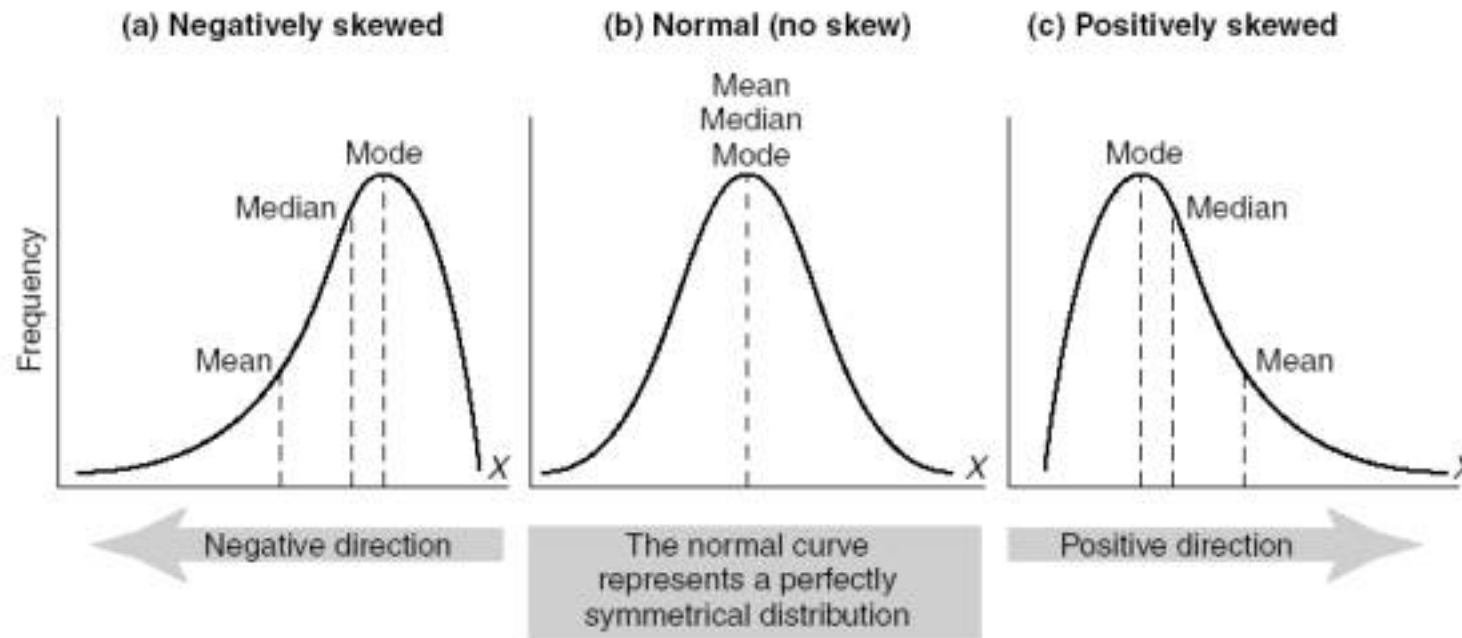 (a) Negatively skewed
(b) Normal (no skew)
(c) Positively skewed
Frequency
Mode
Median
Mean
X
Mean
Median
Mode
X
Mode
Median
Mean
X
Negative direction
The normal curve
represents a perfectly
symmetrical distribution
Positive direction